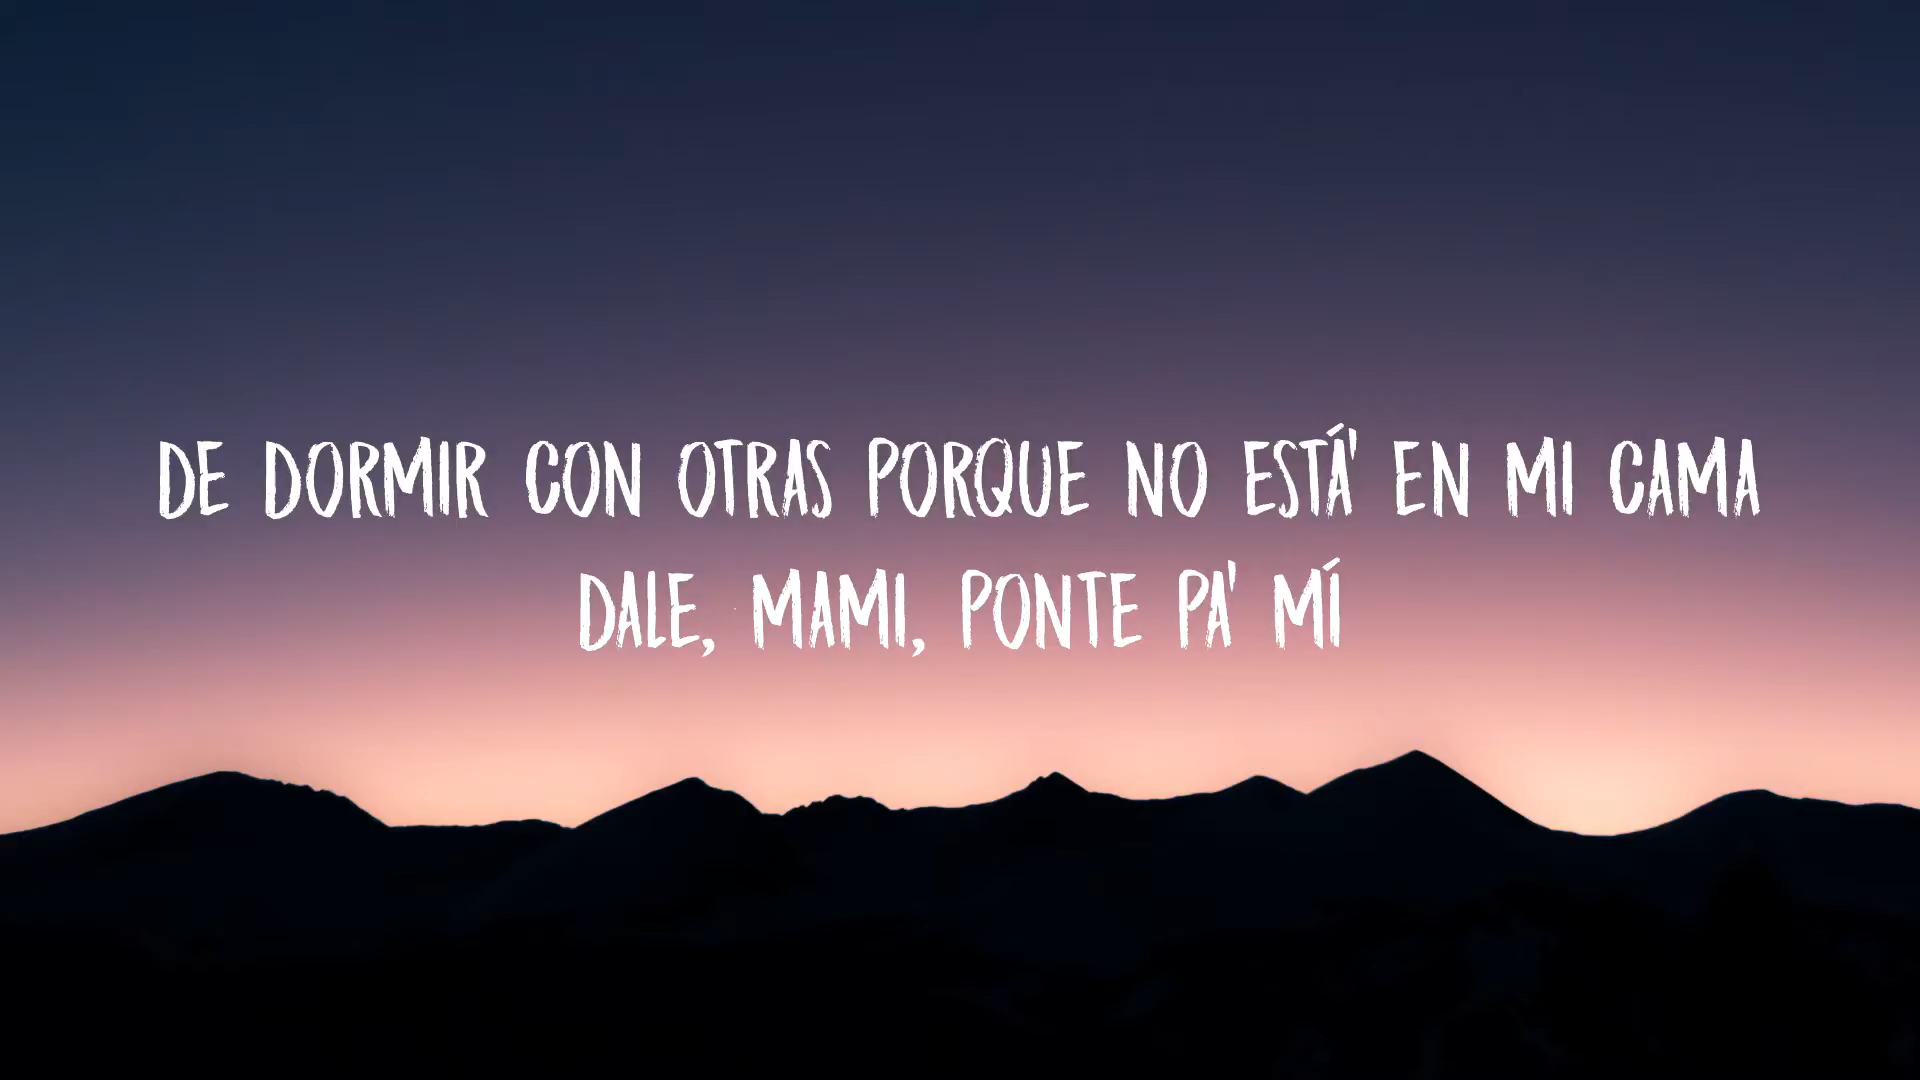 DE DORMIR CON OTRAS PORQUE NO ESTÁ' EN MI CAMA
DALE, MAMI, PONTE PA' MÍ